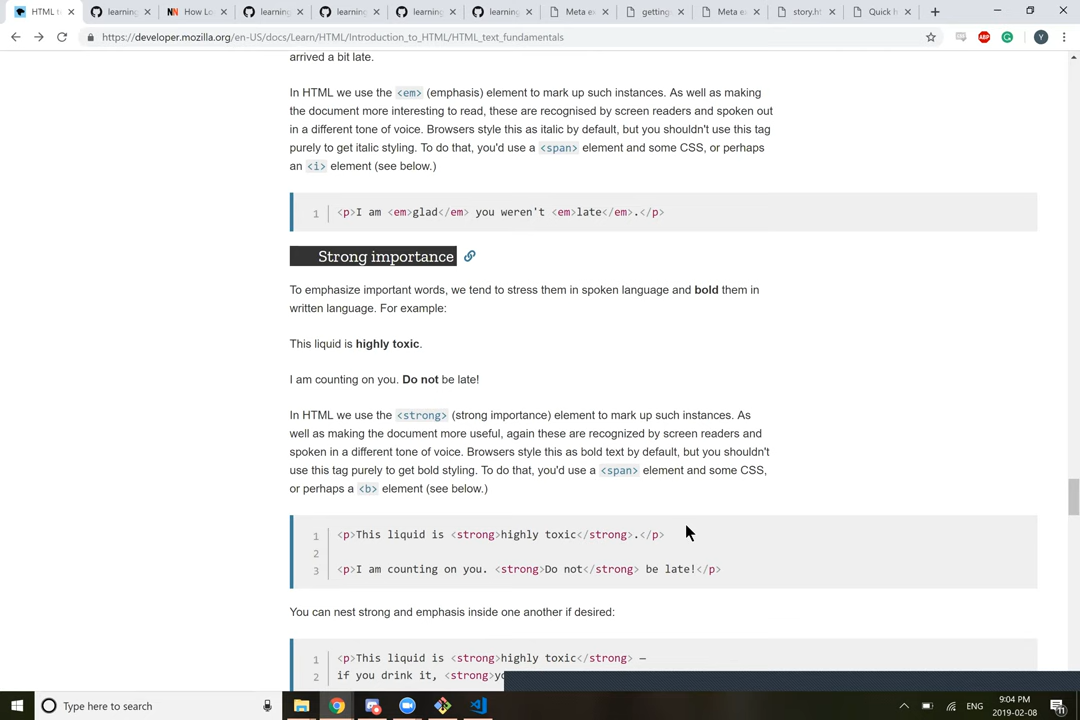 HTML t
learning
How Lo
learning
learning
learning
learning
Meta e
getting
Meta e
story.h
Quick h
https://developer.mozilla.org/en-US/docs/Learn/HTML/Introduction_to_HTML/HTML_text_fundamentals
ABP
Y
arrived a bit late.
In HTML we use the <em> (emphasis) element to mark up such instances. As well as making
the document more interesting to read, these are recognised by screen readers and spoken out
in a different tone of voice. Browsers style this as italic by default, but you shouldn't use this tag
purely to get italic styling. To do that, you'd use a <span> element and some CSS, or perhaps
an <i> element (see below.)
1 <p>I am <em>glad</em> you weren't <em>late</em>.</p>
Strong importance
To emphasize important words, we tend to stress them in spoken language and bold them in
written language. For example:
This liquid is highly toxic.
I am counting on you. Do not be late!
In HTML we use the <strong> (strong importance) element to mark up such instances. As
well as making the document more useful, again these are recognized by screen readers and
spoken in a different tone of voice. Browsers style this as bold text by default, but you shouldn't
use this tag purely to get bold styling. To do that, you'd use a <span> element and some CSS,
or perhaps a <b> element (see below.)
1 <p>This liquid is <strong>highly toxic</strong>.</p>
2
3 <p>I am counting on you. <strong>Do not</strong> be late!</p>
You can nest strong and emphasis inside one another if desired:
1 <p>This liquid is <strong>highly toxic</strong> —
2 if you drink it, <strong>yo
Type here to search
ENG
9:04 PM
2019-02-08